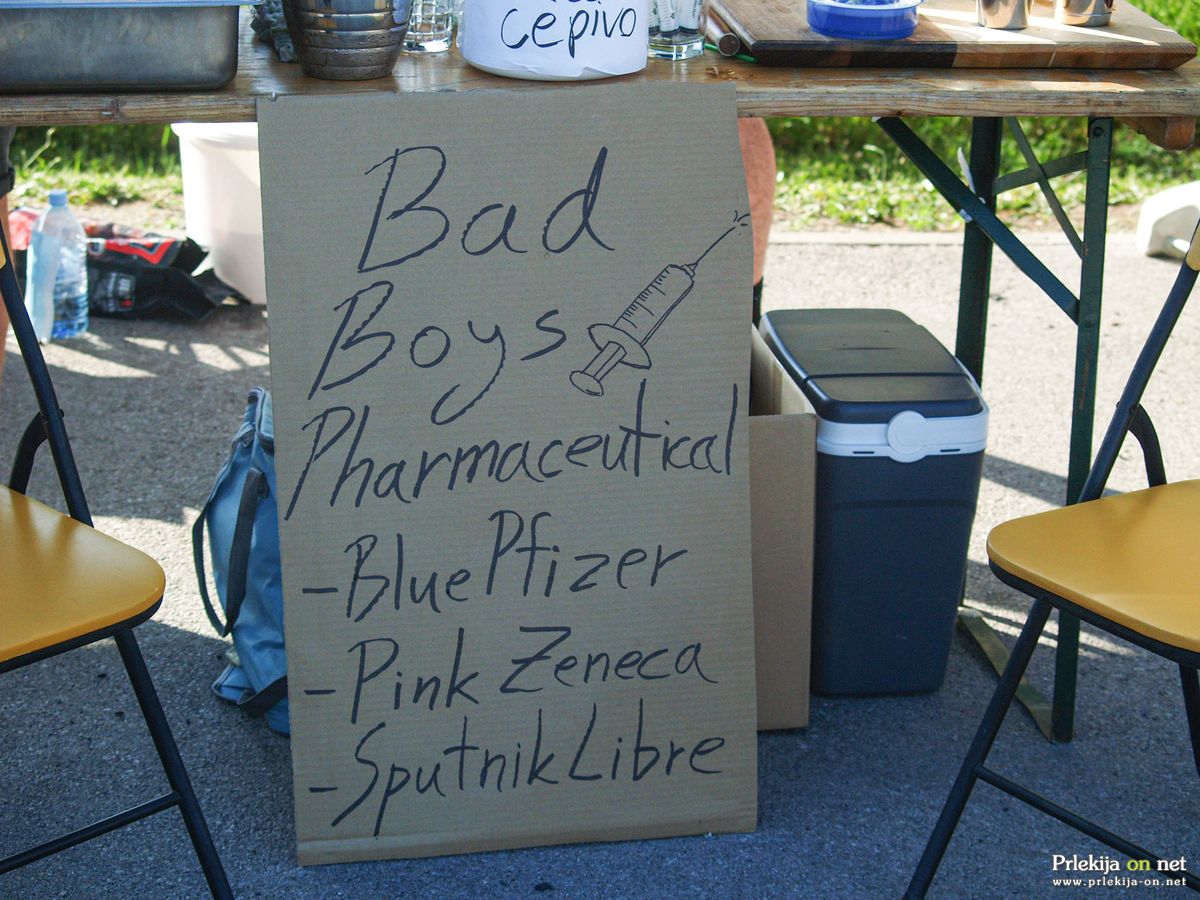 cepivo
Bad
Boys
Pharmaceutical
- Blue Pfizer
- Pink Zeneca
- Sputnik Libre
Prlekija on net
www.prlekija-on.net